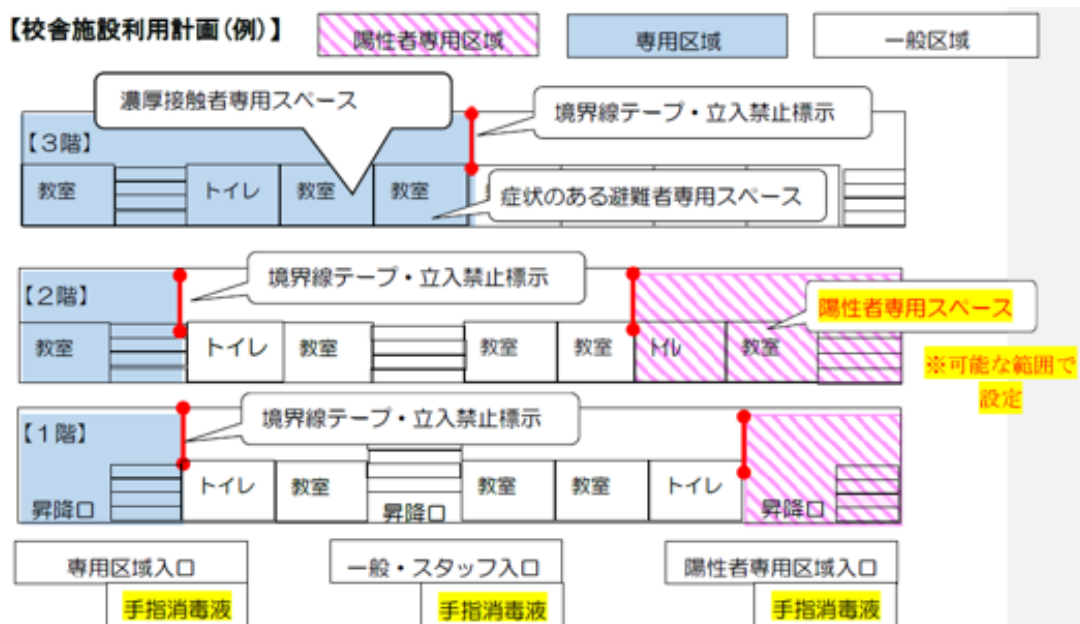 【校舎施設利用計画(例)】
陽性者専用区域
専用区域
一般区域
濃厚接触者専用スペース
境界線テープ・立入禁止標示
【3階】
教室
トイレ
教室
教室
症状のある避難者専用スペース
【2階】
境界線テープ・立入禁止標示
陽性者専用スペース
教室
トイレ
教室
教室
教室
トイレ
教室
※可能な範囲で
設定
【1階】
境界線テープ・立入禁止標示
トイレ
教室
教室
教室
トイレ
昇降口
昇降口
昇降口
専用区域入口
一般・スタッフ入口
陽性者専用区域入口
手指消毒液
手指消毒液
手指消毒液